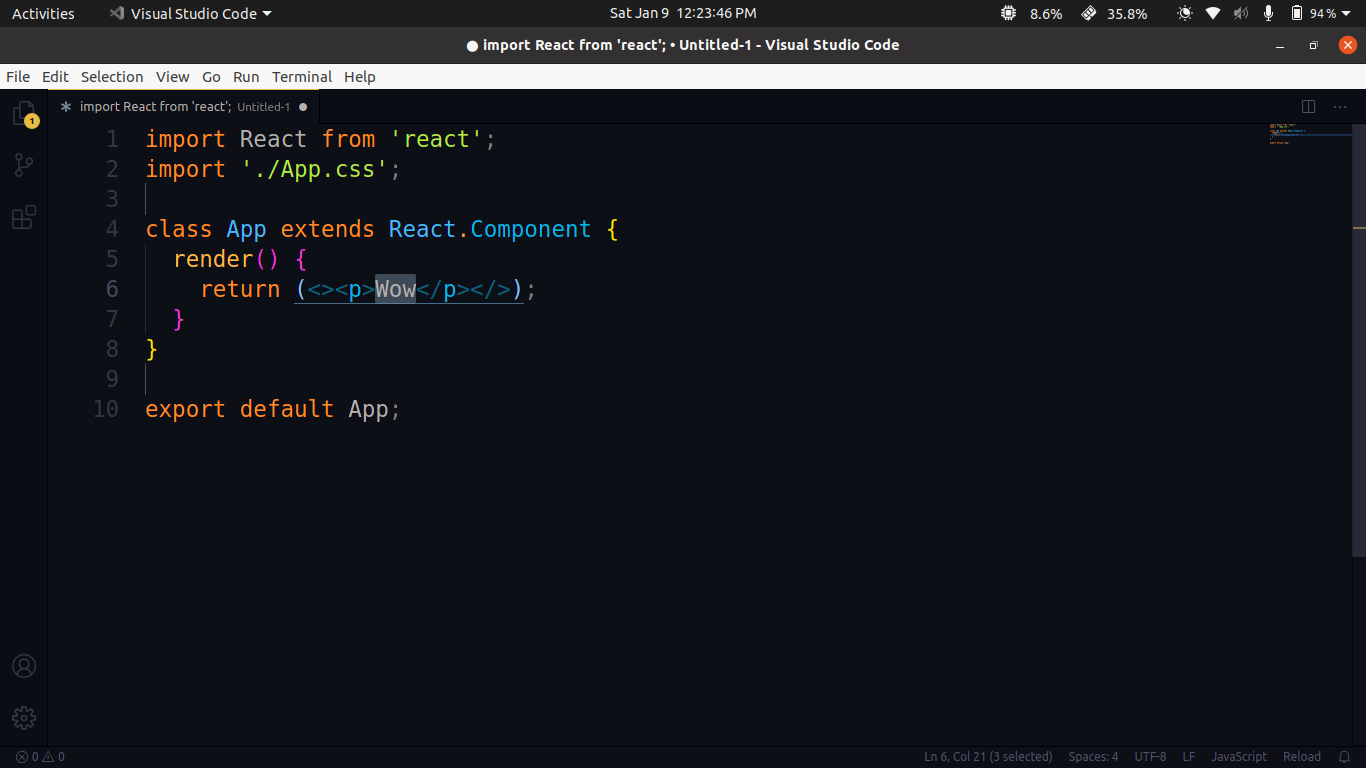 Activities Visual Studio Code Sat Jan 9 12:23:46 PM 8.6% 35.8% 94 %
● import React from 'react'; • Untitled-1 - Visual Studio Code
File Edit Selection View Go Run Terminal Help
import React from 'react'; Untitled-1 ●
1
1 import React from 'react';
2 import './App.css';
3
4 class App extends React.Component {
5   render() {
6     return (<><p>Wow</p></>);
7   }
8 }
9
10 export default App;
0 0 Ln 6, Col 21 (3 selected) Spaces: 4 UTF-8 LF JavaScript Reload